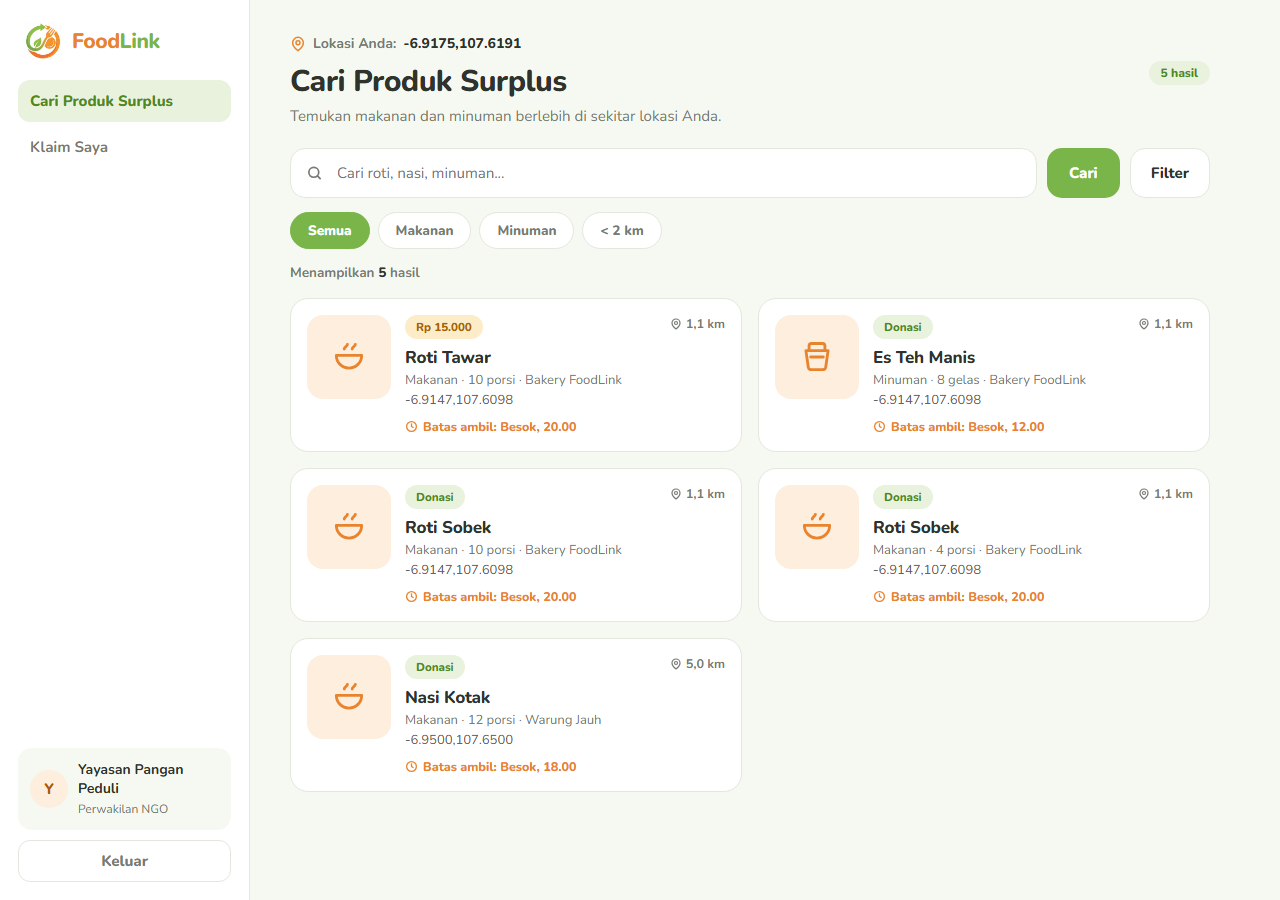 FoodLink
Cari Produk Surplus
Klaim Saya
Yayasan Pangan
Peduli
Perwakilan NGO
Y
Keluar
Lokasi Anda: -6.9175,107.6191
Cari Produk Surplus
5 hasil
Temukan makanan dan minuman berlebih di sekitar lokasi Anda.
Cari roti, nasi, minuman...
Cari
Filter
Semua
Makanan
Minuman
< 2 km
Menampilkan 5 hasil
Rp 15.000
1,1 km
Roti Tawar
Makanan · 10 porsi · Bakery FoodLink
-6.9147,107.6098
Batas ambil: Besok, 20.00
Donasi
1,1 km
Es Teh Manis
Minuman · 8 gelas · Bakery FoodLink
-6.9147,107.6098
Batas ambil: Besok, 12.00
Donasi
1,1 km
Roti Sobek
Makanan · 10 porsi · Bakery FoodLink
-6.9147,107.6098
Batas ambil: Besok, 20.00
Donasi
1,1 km
Roti Sobek
Makanan · 4 porsi · Bakery FoodLink
-6.9147,107.6098
Batas ambil: Besok, 20.00
Donasi
5,0 km
Nasi Kotak
Makanan · 12 porsi · Warung Jauh
-6.9500,107.6500
Batas ambil: Besok, 18.00